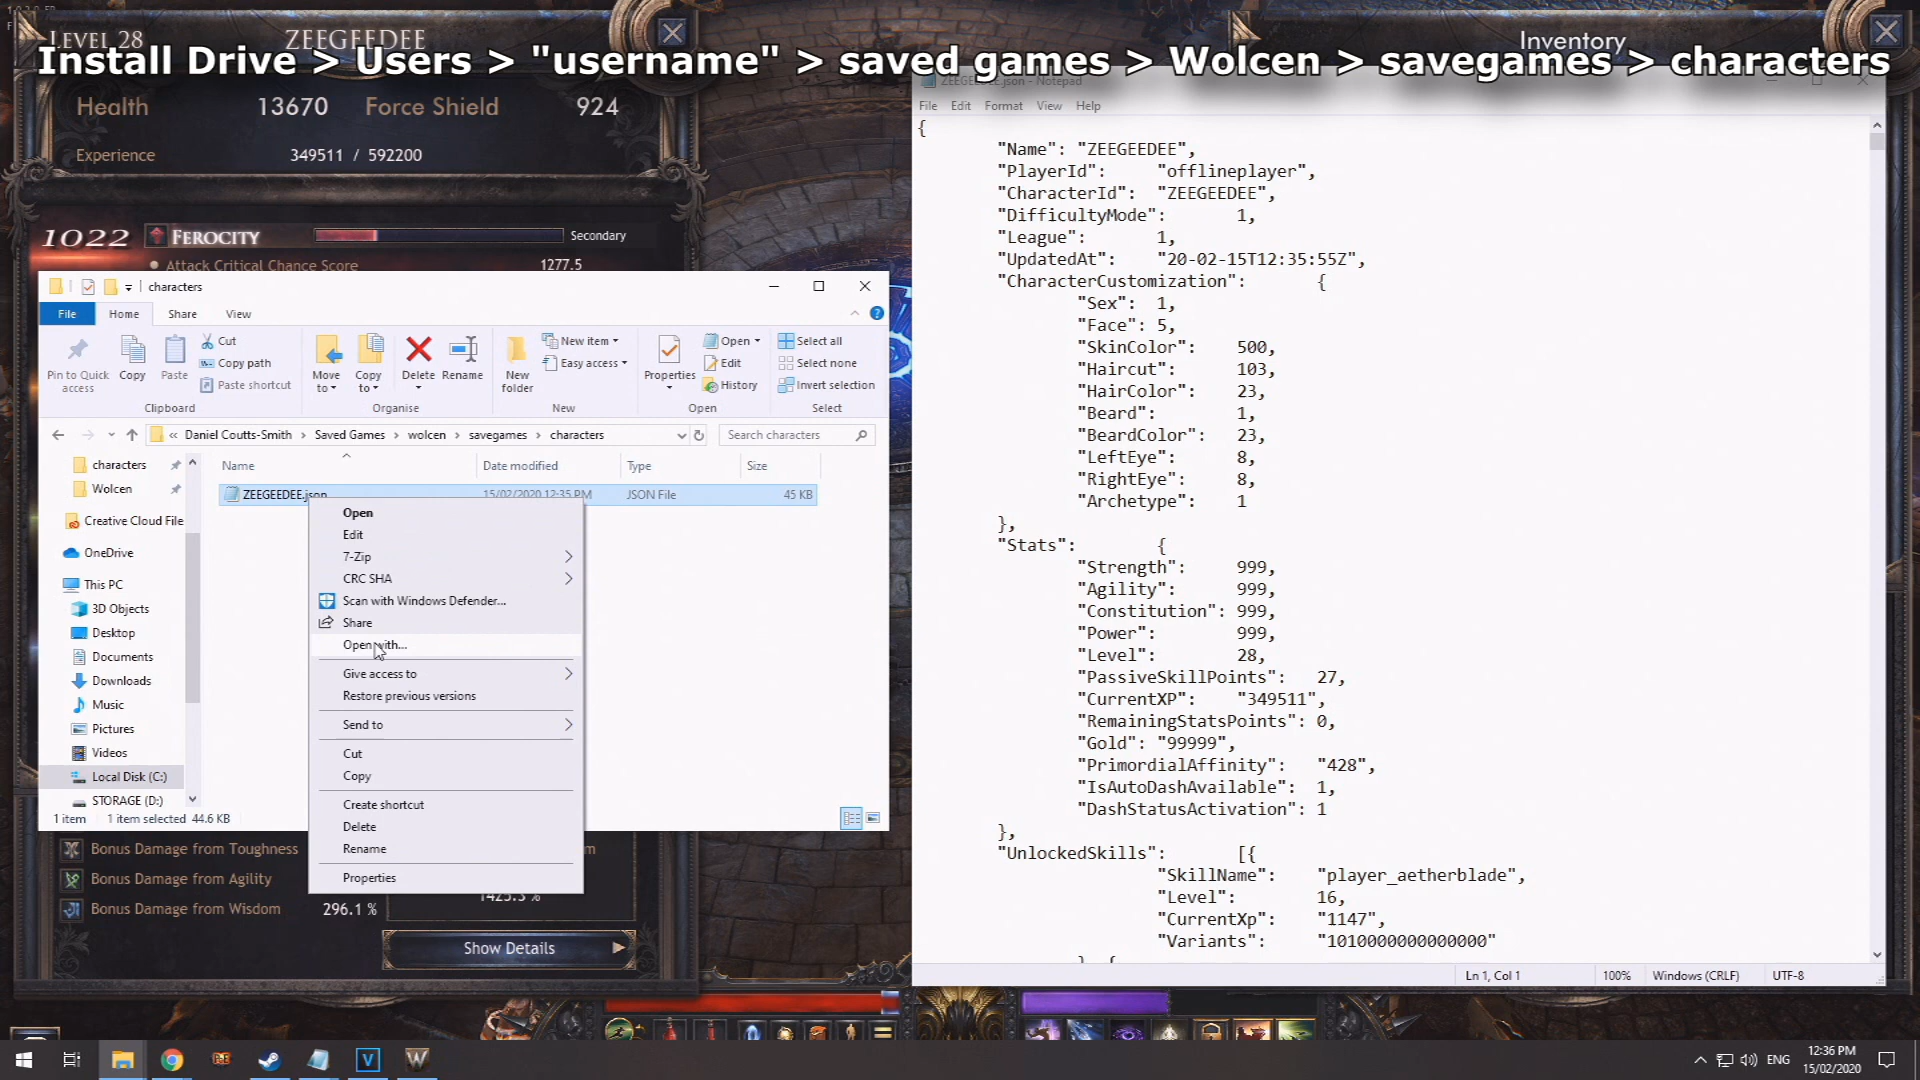 LEVEL 28
ZEEGEEDEE
Inventory
Install Drive > Users > "username" > saved games > Wolcen > savegames > characters
Health 13670 Force Shield 924
Experience 349511 / 592200
1022 FEROCITY Secondary
Attack Critical Chance Score 1277.5
characters
File Home Share View
Pin to Quick access
Copy
Paste
Cut
Copy path
Paste shortcut
Clipboard
Move to
Copy to
Delete
Rename
Organise
New folder
New item
Easy access
New
Properties
Open
Edit
History
Open
Select all
Select none
Invert selection
Select
« Daniel Coutts-Smith > Saved Games > wolcen > savegames > characters
Search characters
Name Date modified Type Size
ZEEGEEDEE.json 15/02/2020 12:35 PM JSON File 45 KB
characters
Wolcen
Creative Cloud File
OneDrive
This PC
3D Objects
Desktop
Documents
Downloads
Music
Pictures
Videos
Local Disk (C:)
STORAGE (D:)
1 item 1 item selected 44.6 KB
Open
Edit
7-Zip
CRC SHA
Scan with Windows Defender...
Share
Open with...
Give access to
Restore previous versions
Send to
Cut
Copy
Create shortcut
Delete
Rename
Properties
Bonus Damage from Toughness
Bonus Damage from Agility
Bonus Damage from Wisdom 296.1 %
Show Details
ZEEGEEDEE.json - Notepad
File Edit Format View Help
{
"Name": "ZEEGEEDEE",
"PlayerId": "offlineplayer",
"CharacterId": "ZEEGEEDEE",
"DifficultyMode": 1,
"League": 1,
"UpdatedAt": "20-02-15T12:35:55Z",
"CharacterCustomization": {
"Sex": 1,
"Face": 5,
"SkinColor": 500,
"Haircut": 103,
"HairColor": 23,
"Beard": 1,
"BeardColor": 23,
"LeftEye": 8,
"RightEye": 8,
"Archetype": 1
},
"Stats": {
"Strength": 999,
"Agility": 999,
"Constitution": 999,
"Power": 999,
"Level": 28,
"PassiveSkillPoints": 27,
"CurrentXP": "349511",
"RemainingStatsPoints": 0,
"Gold": "99999",
"PrimordialAffinity": "428",
"IsAutoDashAvailable": 1,
"DashStatusActivation": 1
},
"UnlockedSkills": [{
"SkillName": "player_aetherblade",
"Level": 16,
"CurrentXp": "1147",
"Variants": "1010000000000000"
}, {
Ln 1, Col 1 100% Windows (CRLF) UTF-8
ENG
12:36 PM
15/02/2020